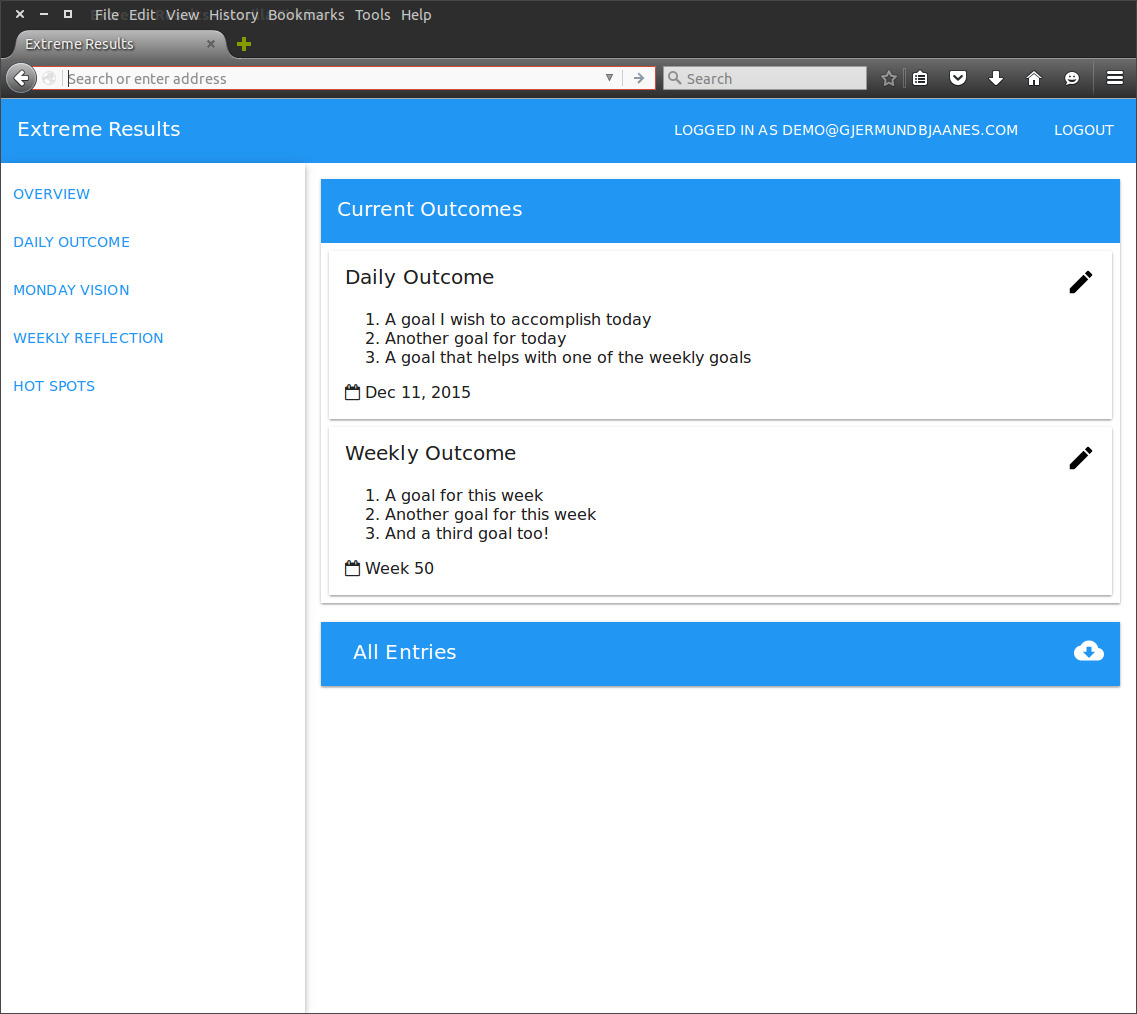 File Edit View History Bookmarks Tools Help
Extreme Results
Search or enter address
Search
Extreme Results
LOGGED IN AS DEMO@GJERMUNDBJAANES.COM
LOGOUT
OVERVIEW
DAILY OUTCOME
MONDAY VISION
WEEKLY REFLECTION
HOT SPOTS
Current Outcomes
Daily Outcome
1. A goal I wish to accomplish today
2. Another goal for today
3. A goal that helps with one of the weekly goals
Dec 11, 2015
Weekly Outcome
1. A goal for this week
2. Another goal for this week
3. And a third goal too!
Week 50
All Entries